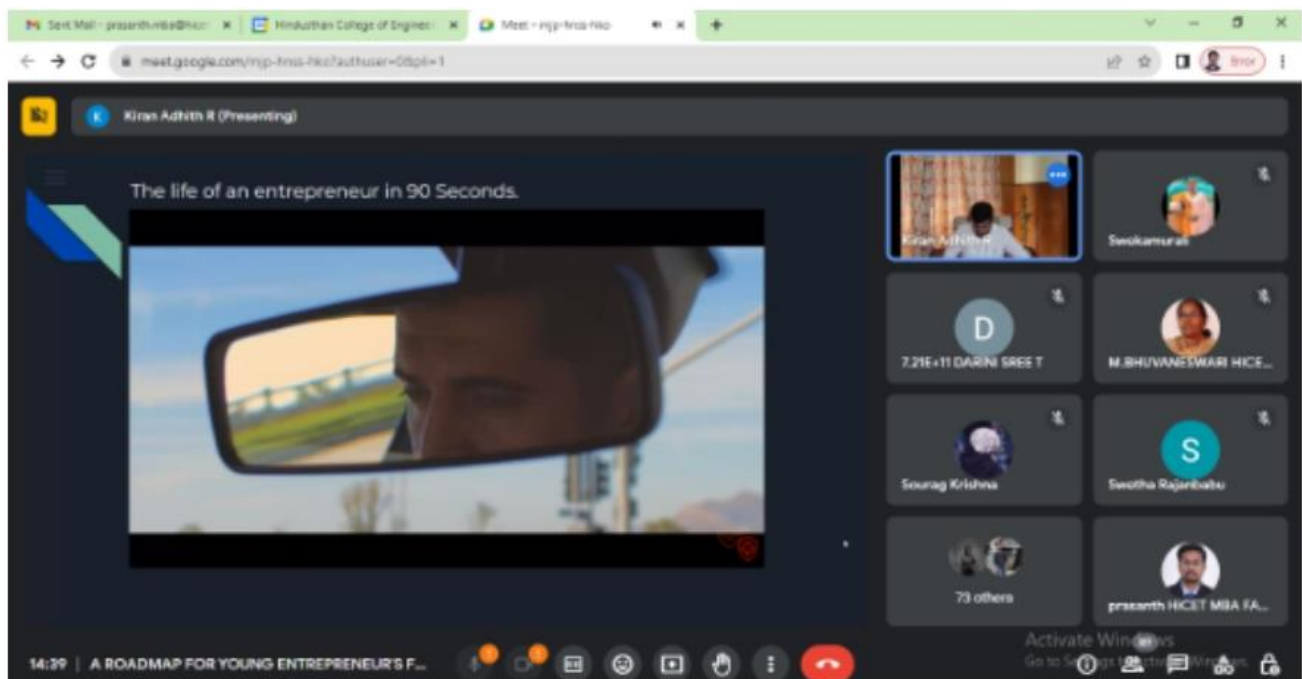 Sent Mail - prasanth.mba@hice
Hindusthan College of Engineer
Meet - mjp-hnss-hko
meet.google.com/mjp-hnss-hko?authuser=0&pli=1
Error
K
Kiran Adhith R (Presenting)
The life of an entrepreneur in 90 Seconds.
Kiran Adhith R
Swokamurali
D
7.21E+11 DARINI SREE T
M.BHUVANESWARI HICE...
Sourag Krishna
S
Swetha Rajanbabu
73 others
prasanth HICET MBA FA...
Activate Windows
Go to Settings to activate Windows.
14:39 | A ROADMAP FOR YOUNG ENTREPRENEUR'S F...